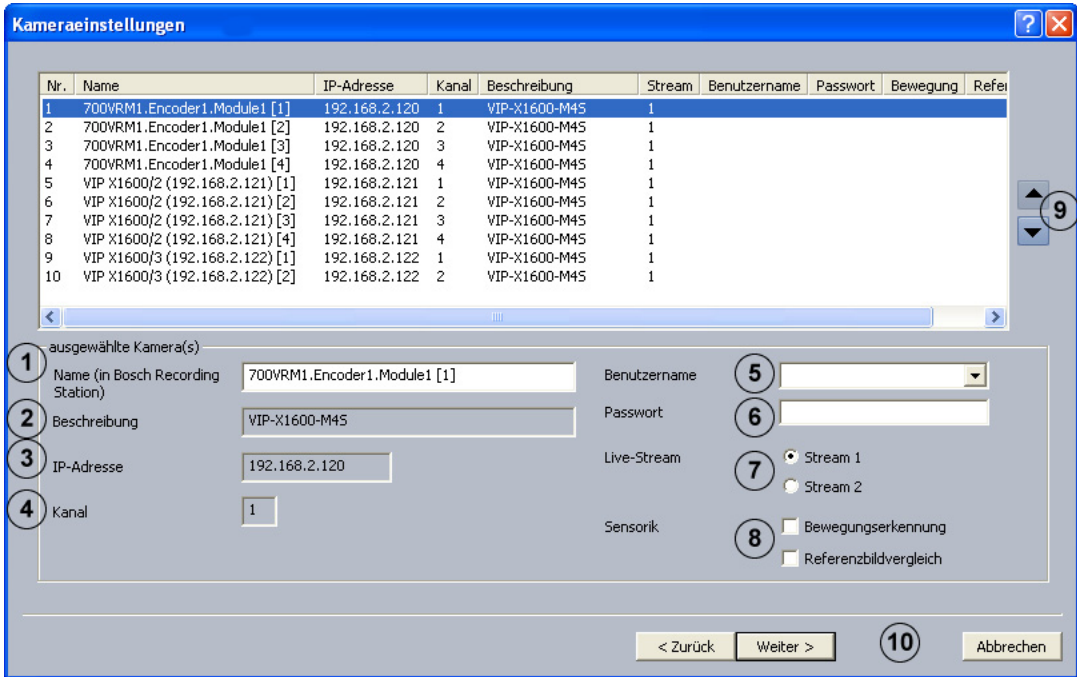 Kameraeinstellungen
Nr. Name IP-Adresse Kanal Beschreibung Stream Benutzername Passwort Bewegung Refer
1 700VRM1.Encoder1.Module1 [1] 192.168.2.120 1 VIP-X1600-M4S 1
2 700VRM1.Encoder1.Module1 [2] 192.168.2.120 2 VIP-X1600-M4S 1
3 700VRM1.Encoder1.Module1 [3] 192.168.2.120 3 VIP-X1600-M4S 1
4 700VRM1.Encoder1.Module1 [4] 192.168.2.120 4 VIP-X1600-M4S 1
5 VIP X1600/2 (192.168.2.121) [1] 192.168.2.121 1 VIP-X1600-M4S 1
6 VIP X1600/2 (192.168.2.121) [2] 192.168.2.121 2 VIP-X1600-M4S 1
7 VIP X1600/2 (192.168.2.121) [3] 192.168.2.121 3 VIP-X1600-M4S 1
8 VIP X1600/2 (192.168.2.121) [4] 192.168.2.121 4 VIP-X1600-M4S 1
9 VIP X1600/3 (192.168.2.122) [1] 192.168.2.122 1 VIP-X1600-M4S 1
10 VIP X1600/3 (192.168.2.122) [2] 192.168.2.122 2 VIP-X1600-M4S 1
9
ausgewählte Kamera(s)
1
Name (in Bosch Recording
Station)
700VRM1.Encoder1.Module1 [1]
2
Beschreibung
VIP-X1600-M4S
3
IP-Adresse
192.168.2.120
4
Kanal
1
Benutzername
5
Passwort
6
Live-Stream
7
Stream 1
Stream 2
Sensorik
8
Bewegungserkennung
Referenzbildvergleich
< Zurück
Weiter >
10
Abbrechen